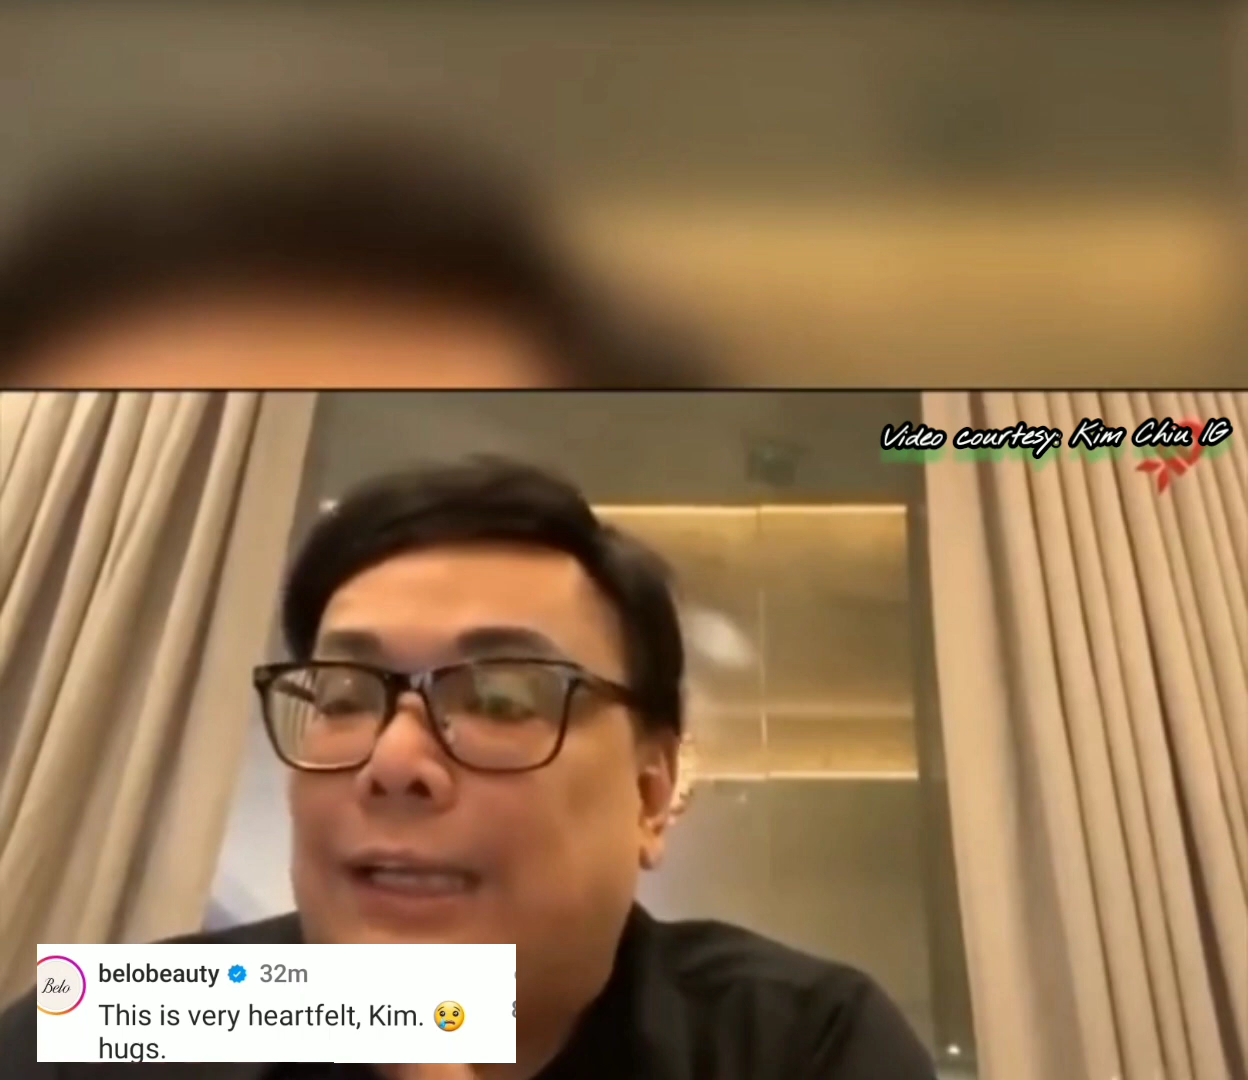 Video courtesy: Kim Chiu IG
Belo
belobeauty 32m
This is very heartfelt, Kim. 😢
hugs.